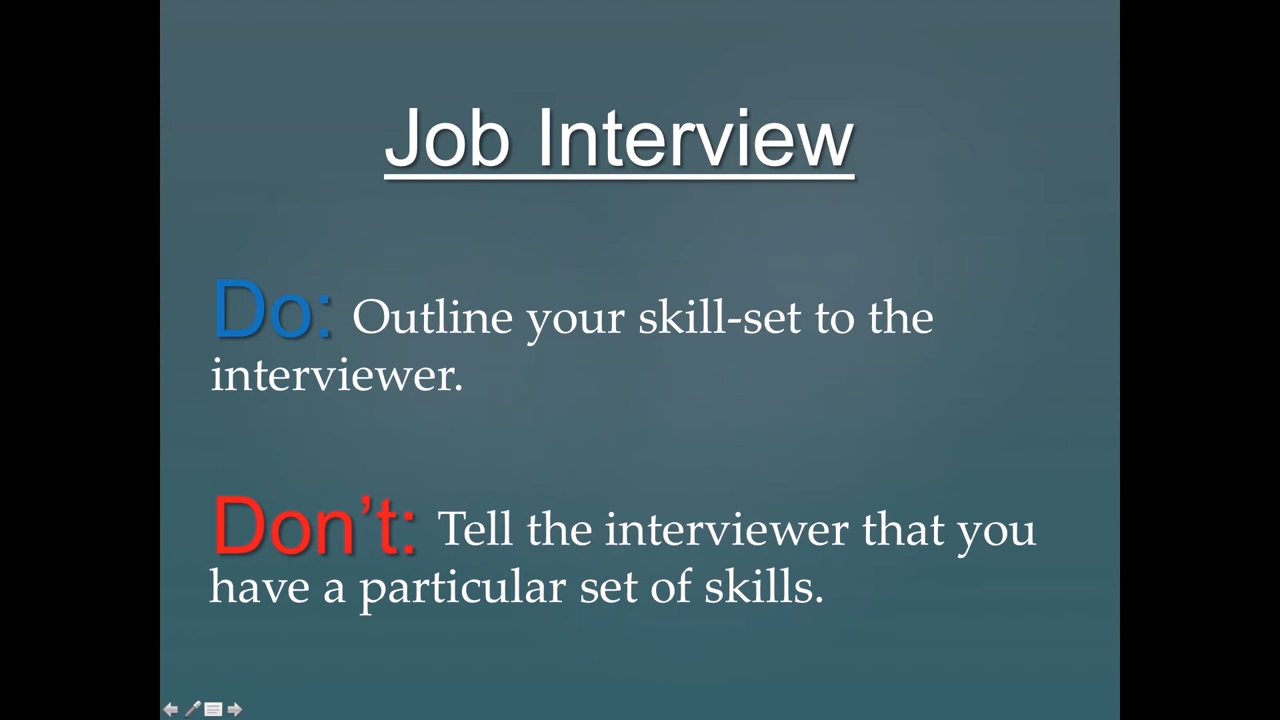 Job Interview
Do: Outline your skill-set to the
interviewer.
Don’t: Tell the interviewer that you
have a particular set of skills.